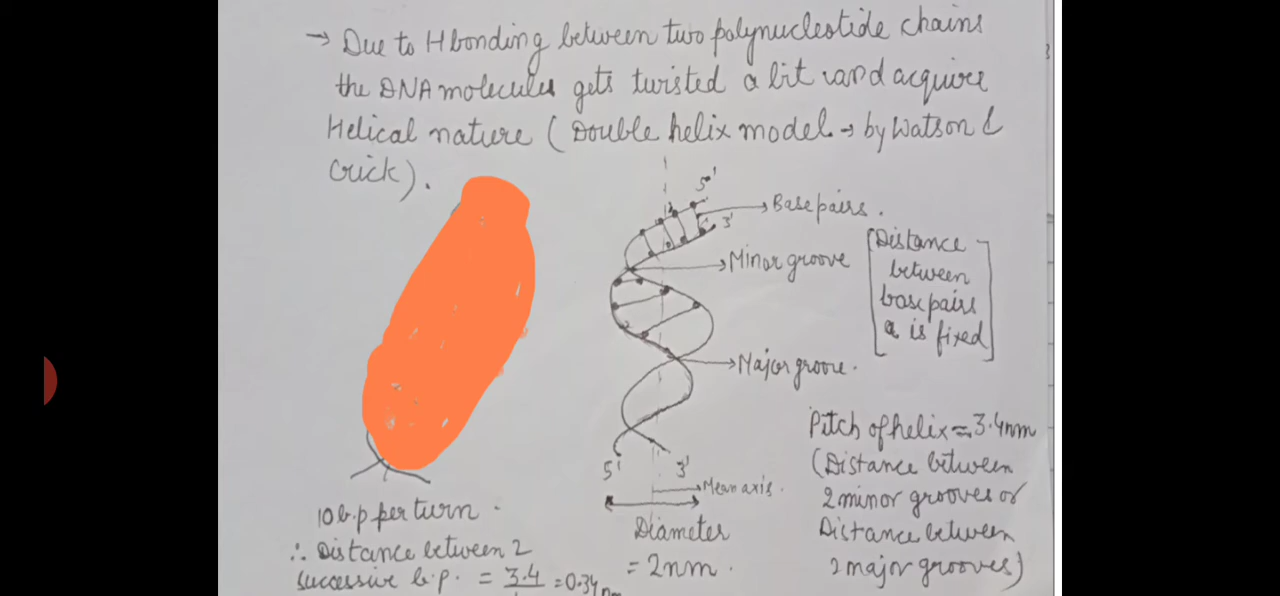 → Due to H bonding between two polynucleotide chains
the DNA molecules gets twisted a bit and acquire
Helical nature (Double helix model → by Watson &
Crick).
5' 3'
→ Base pairs.
→ Minor groove
[Distance
between
base pairs
is fixed]
→ Major groove.
Pitch of helix = 3.4nm
(Distance between
2 minor grooves or
Distance between
2 major grooves)
5' 3'
→ Mean axis.
Diameter
= 2nm.
10 b.p per turn.
∴ Distance between 2
successive b.p. = 3.4 = 0.34 nm
3